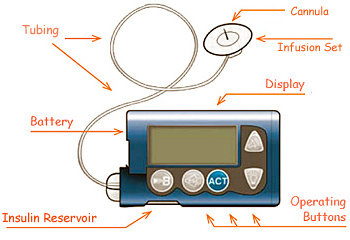 Cannula
Tubing
Infusion Set
Display
Battery
B
ACT
Insulin Reservoir
Operating
Buttons